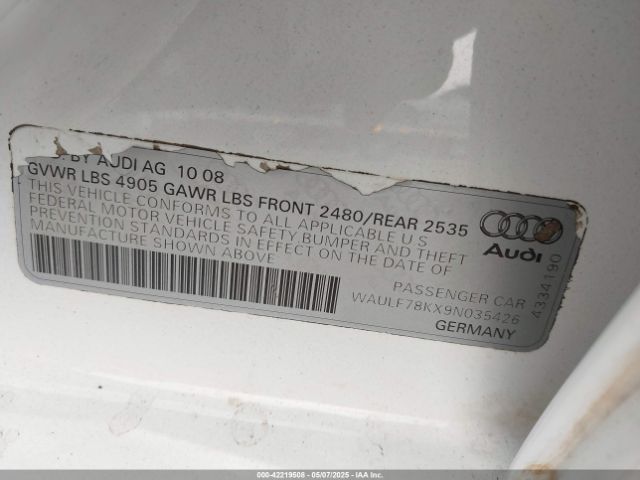 BY AUDI AG 10 08
GVWR LBS 4905 GAWR LBS FRONT 2480/REAR 2535
THIS VEHICLE CONFORMS TO ALL APPLICABLE U S
FEDERAL MOTOR VEHICLE SAFETY BUMPER AND THEFT
PREVENTION STANDARDS IN EFFECT ON THE DATE OF
MANUFACTURE SHOWN ABOVE
Audi
PASSENGER CAR
WAULF78KX9N035426
GERMANY
4334190
000-42219508 - 05/07/2025 - IAAC Inc.